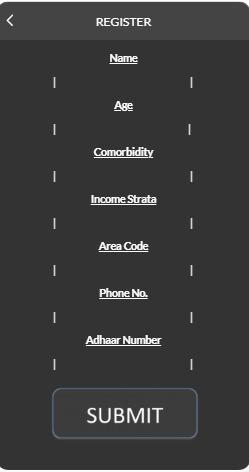 REGISTER
Name
Age
Comorbidity
Income Strata
Area Code
Phone No.
Adhaar Number
SUBMIT